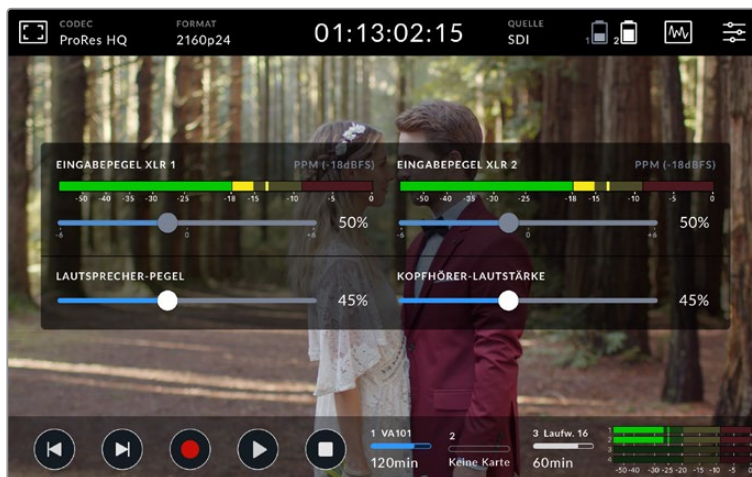 CODEC
ProRes HQ
FORMAT
2160p24
01:13:02:15
QUELLE
SDI
1
2
EINGABEPEGEL XLR 1
PPM (-18dBFS)
-50 -40 -35 -30 -25 -18 -15 -10 -5 0
50%
-6 0 +6
EINGABEPEGEL XLR 2
PPM (-18dBFS)
-50 -40 -35 -30 -25 -18 -15 -10 -5 0
50%
-6 0 +6
LAUTSPRECHER-PEGEL
45%
KOPFHÖRER-LAUTSTÄRKE
45%
1 VA101
120min
2
Keine Karte
3 Laufw. 16
60min
1
2
3
4
-50 -40 -30 -25 -20 -15 -10 -5 0